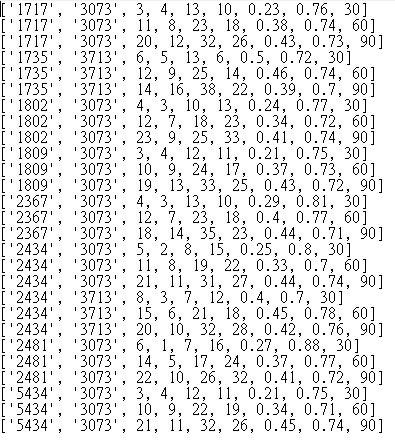 ['1717', '3073', 3, 4, 13, 10, 0.23, 0.76, 30]
['1717', '3073', 11, 8, 23, 18, 0.38, 0.74, 60]
['1717', '3073', 20, 12, 32, 26, 0.43, 0.73, 90]
['1735', '3713', 6, 5, 13, 6, 0.5, 0.72, 30]
['1735', '3713', 12, 9, 25, 14, 0.46, 0.74, 60]
['1735', '3713', 14, 16, 38, 22, 0.39, 0.7, 90]
['1802', '3073', 4, 3, 10, 13, 0.24, 0.77, 30]
['1802', '3073', 12, 7, 18, 23, 0.34, 0.72, 60]
['1802', '3073', 23, 9, 25, 33, 0.41, 0.74, 90]
['1809', '3073', 3, 4, 12, 11, 0.21, 0.75, 30]
['1809', '3073', 10, 9, 24, 17, 0.37, 0.73, 60]
['1809', '3073', 19, 13, 33, 25, 0.43, 0.72, 90]
['2367', '3073', 4, 3, 13, 10, 0.29, 0.81, 30]
['2367', '3073', 12, 7, 23, 18, 0.4, 0.77, 60]
['2367', '3073', 18, 14, 35, 23, 0.44, 0.71, 90]
['2434', '3073', 5, 2, 8, 15, 0.25, 0.8, 30]
['2434', '3073', 11, 8, 19, 22, 0.33, 0.7, 60]
['2434', '3073', 21, 11, 31, 27, 0.44, 0.74, 90]
['2434', '3713', 8, 3, 7, 12, 0.4, 0.7, 30]
['2434', '3713', 15, 6, 21, 18, 0.45, 0.78, 60]
['2434', '3713', 20, 10, 32, 28, 0.42, 0.76, 90]
['2481', '3073', 6, 1, 7, 16, 0.27, 0.88, 30]
['2481', '3073', 14, 5, 17, 24, 0.37, 0.77, 60]
['2481', '3073', 22, 10, 26, 32, 0.41, 0.72, 90]
['5434', '3073', 3, 4, 12, 11, 0.21, 0.75, 30]
['5434', '3073', 10, 9, 22, 19, 0.34, 0.71, 60]
['5434', '3073', 21, 11, 32, 26, 0.45, 0.74, 90]